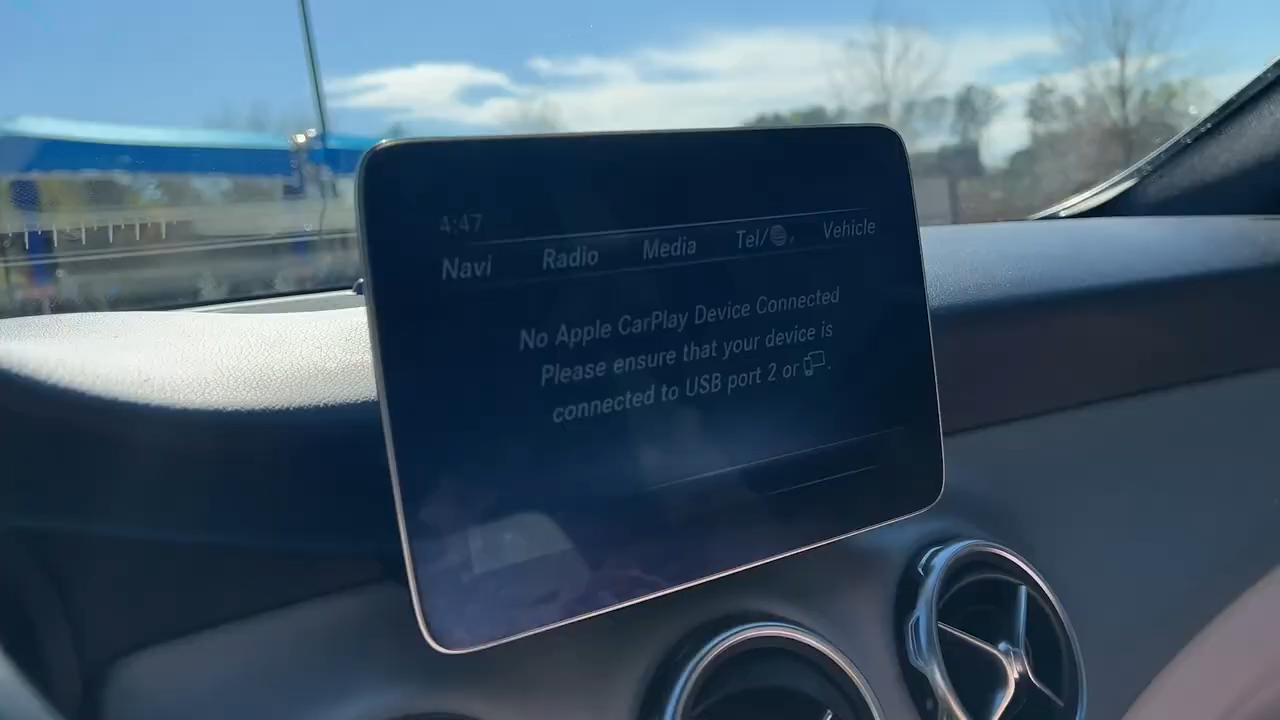 4:47
Navi Radio Media Tel/ Vehicle
No Apple CarPlay Device Connected
Please ensure that your device is
connected to USB port 2 or .